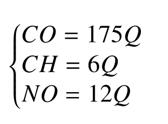 CO = 175Q
CH = 6Q
NO = 12Q